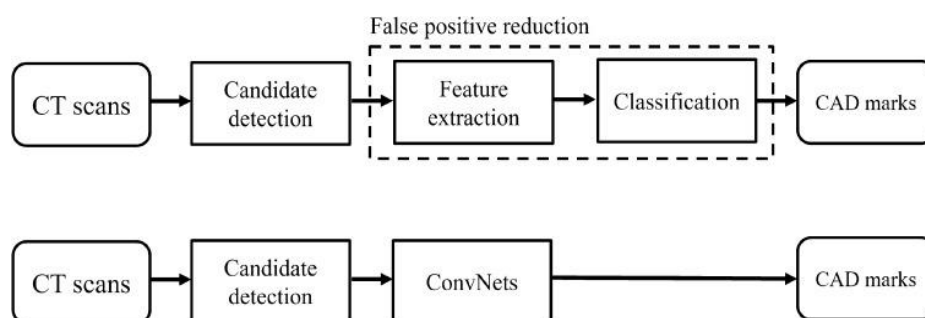 False positive reduction
CT scans
Candidate
detection
Feature
extraction
Classification
CAD marks
CT scans
Candidate
detection
ConvNets
CAD marks